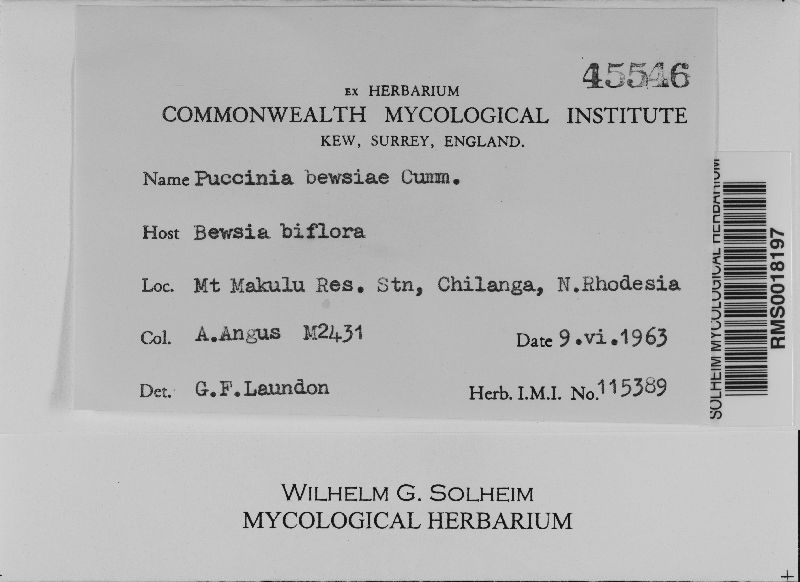 45546
EX HERBARIUM
COMMONWEALTH MYCOLOGICAL INSTITUTE
KEW, SURREY, ENGLAND.
Name Puccinia bewsiae Cumm.
Host Bewsia biflora
Loc. Mt Makulu Res. Stn, Chilanga, N.Rhodesia
Col. A.Angus M2431
Date 9.vi.1963
Det. G.F.Laundon
Herb. I.M.I. No. 115389
SOLHEIM MYCOLOGICAL HERBARIUM
RMS0018197
WILHELM G. SOLHEIM
MYCOLOGICAL HERBARIUM